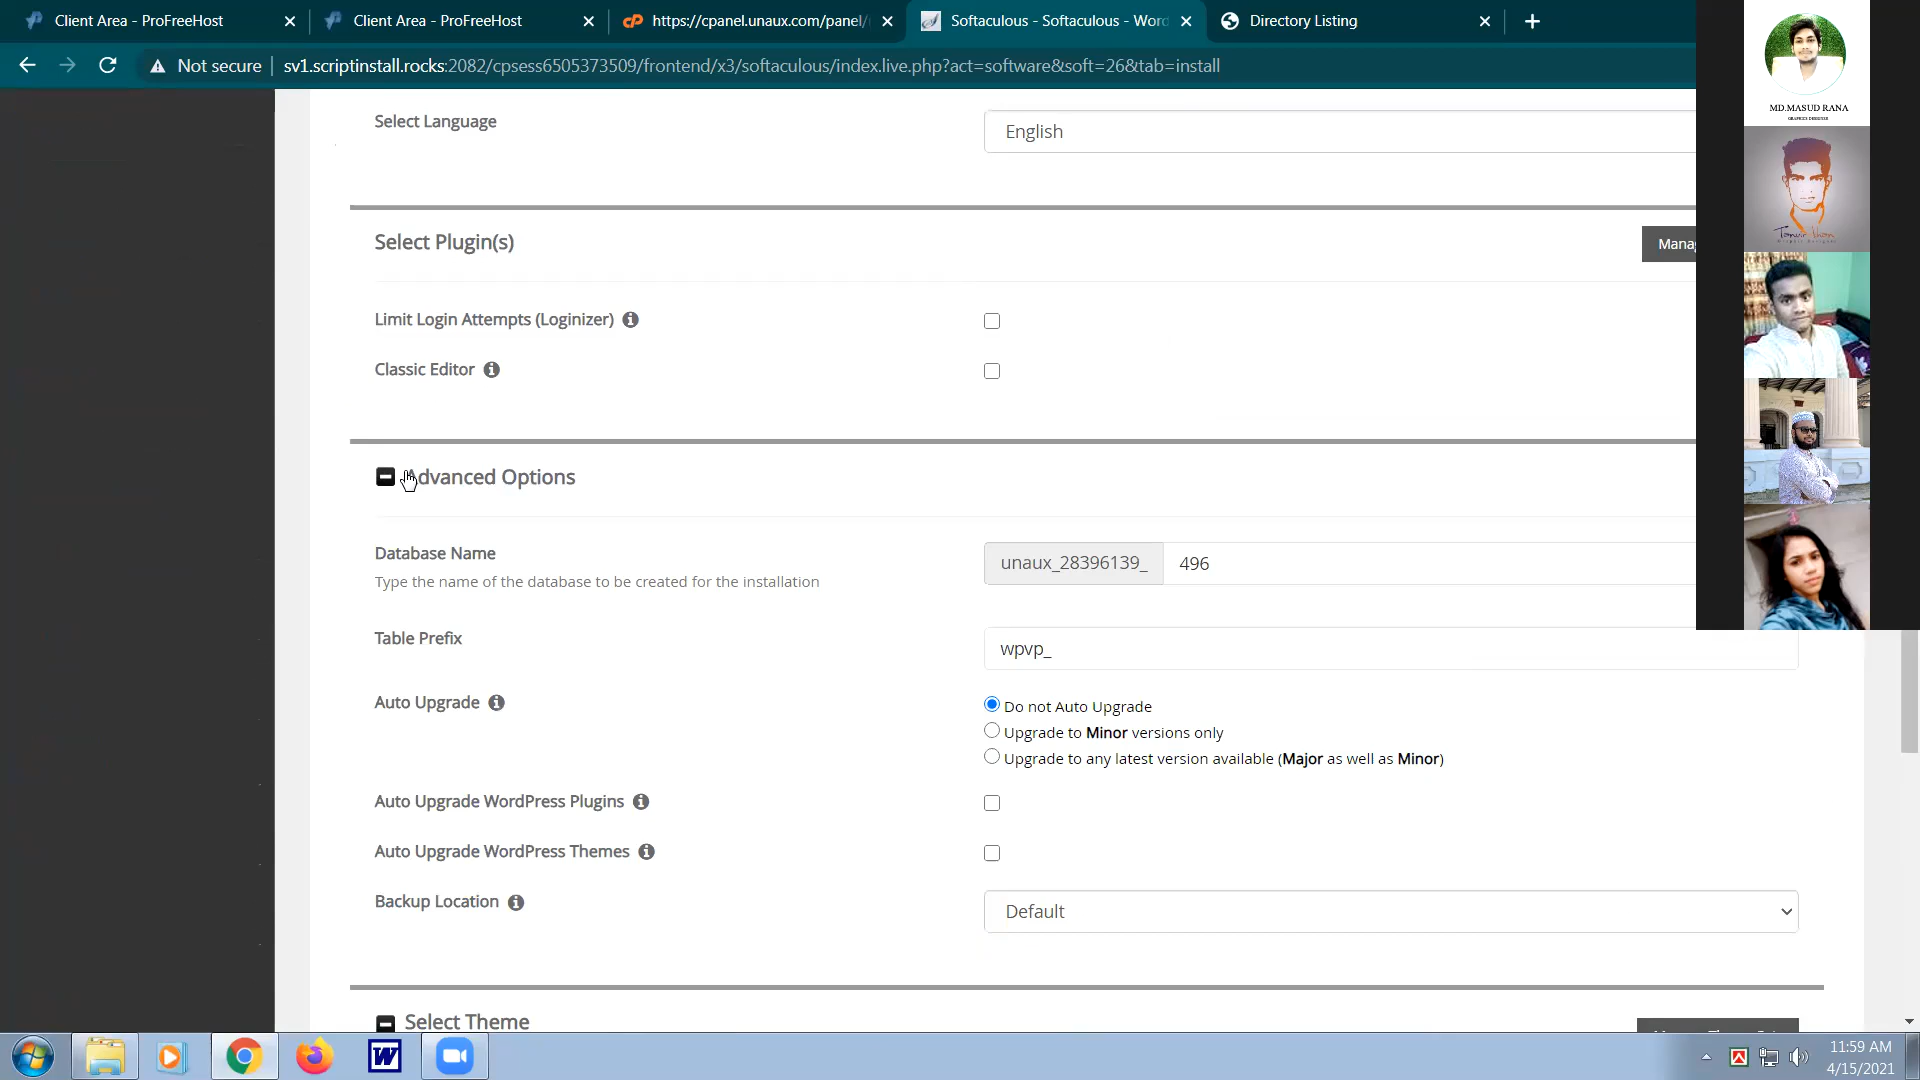 Client Area - ProFreeHost
Client Area - ProFreeHost
https://cpanel.unaux.com/panel/
Softaculous - Softaculous - Wor
Directory Listing
Not secure
sv1.scriptinstall.rocks:2082/cpsess6505373509/frontend/x3/softaculous/index.live.php?act=software&soft=26&tab=install
MD.MASUD RANA
Select Language
English
Select Plugin(s)
Mana
Limit Login Attempts (Loginizer)
Classic Editor
Advanced Options
Database Name
unaux_28396139_
496
Type the name of the database to be created for the installation
Table Prefix
wpvp_
Auto Upgrade
Do not Auto Upgrade
Upgrade to Minor versions only
Upgrade to any latest version available (Major as well as Minor)
Auto Upgrade WordPress Plugins
Auto Upgrade WordPress Themes
Backup Location
Default
Select Theme
11:59 AM
4/15/2021